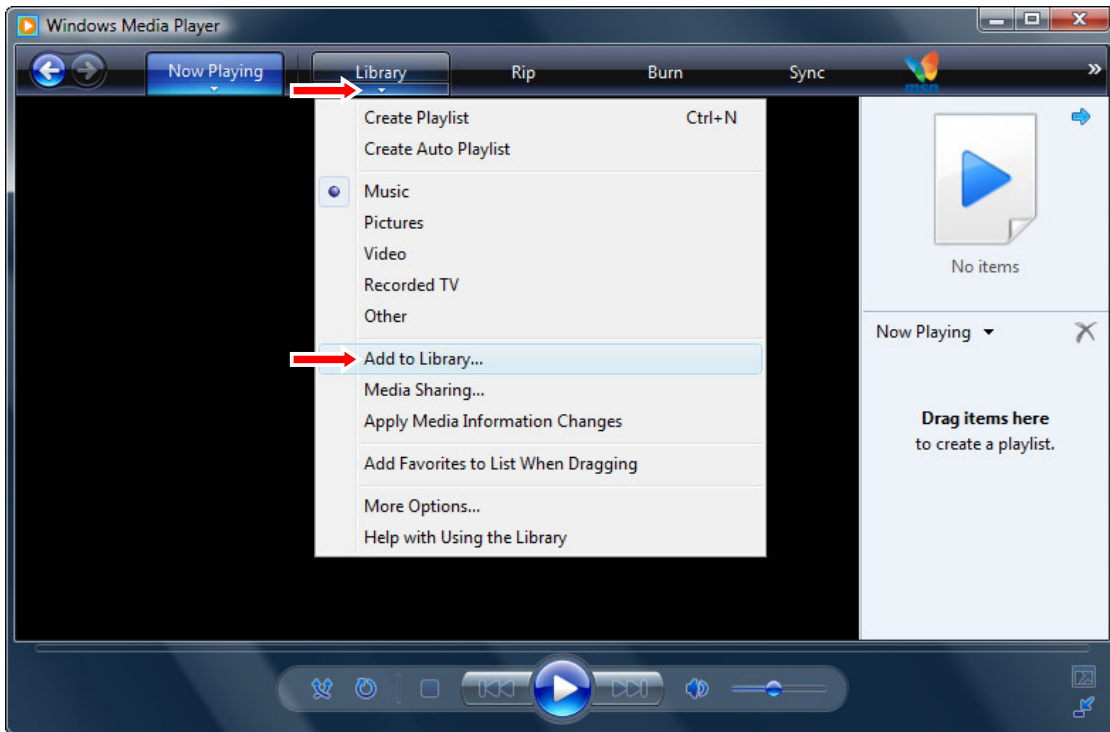 Windows Media Player
Now Playing Library Rip Burn Sync msn »
Create Playlist Ctrl+N
Create Auto Playlist
Music
Pictures
Video
Recorded TV
Other
Add to Library...
Media Sharing...
Apply Media Information Changes
Add Favorites to List When Dragging
More Options...
Help with Using the Library
No items
Now Playing
Drag items here
to create a playlist.